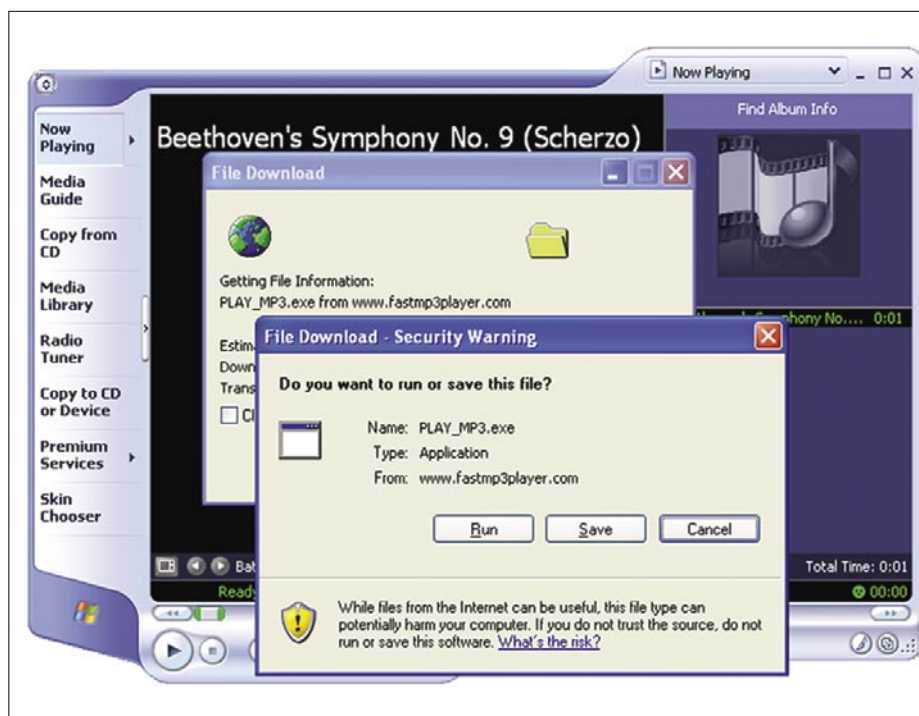 Now Playing
Find Album Info
Now
Playing
Media
Guide
Copy from
CD
Media
Library
Radio
Tuner
Copy to CD
or Device
Premium
Services
Skin
Chooser
Beethoven's Symphony No. 9 (Scherzo)
File Download
Getting File Information:
PLAY_MP3.exe from www.fastmp3player.com
Estim
Down
Trans
Cl
Symphony No.... 0:01
File Download - Security Warning
Do you want to run or save this file?
Name: PLAY_MP3.exe
Type: Application
From: www.fastmp3player.com
Run Save Cancel
While files from the Internet can be useful, this file type can
potentially harm your computer. If you do not trust the source, do not
run or save this software. What's the risk?
Bat
Total Time: 0:01
Ready
00:00